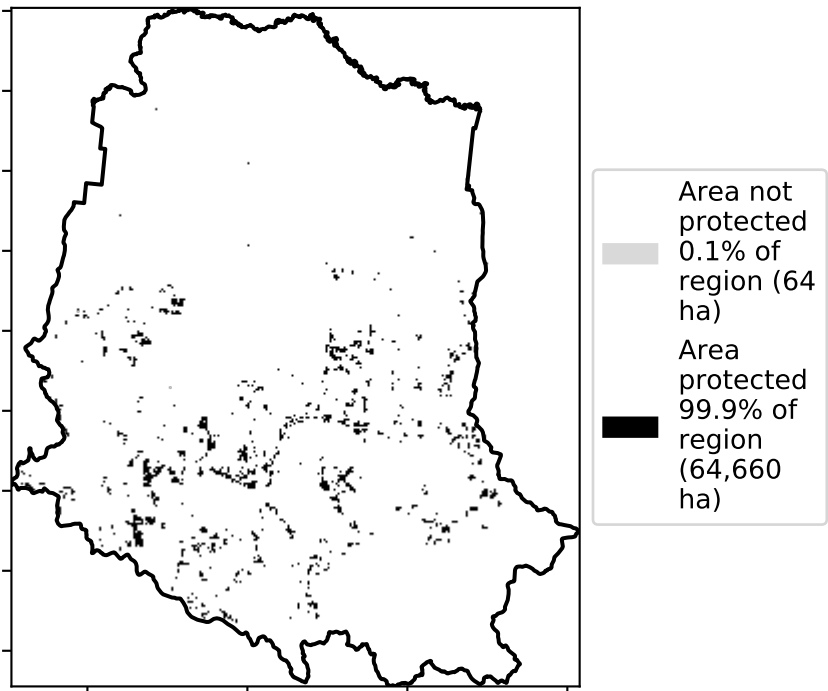 Area not
protected
0.1% of
region (64
ha)
Area
protected
99.9% of
region
(64,660
ha)